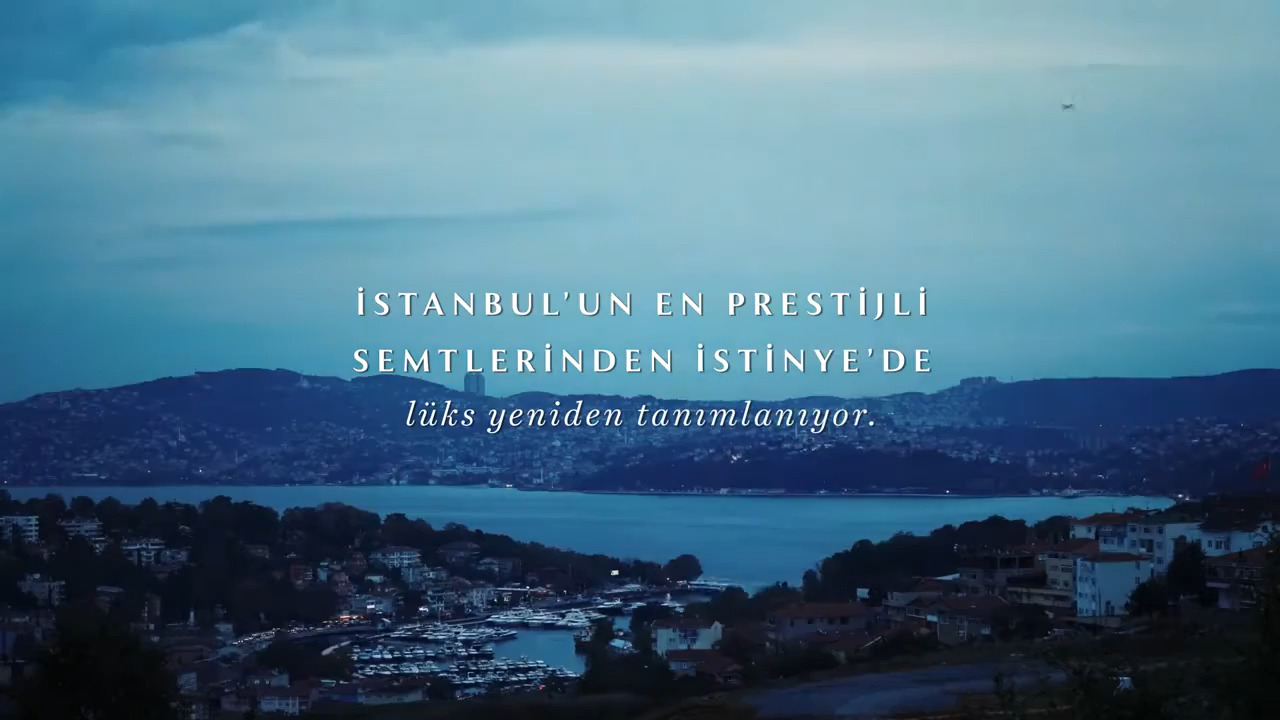 İSTANBUL’UN EN PRESTİJLİ
SEMTLERİNDEN İSTİNYE’DE
lüks yeniden tanımlanıyor.